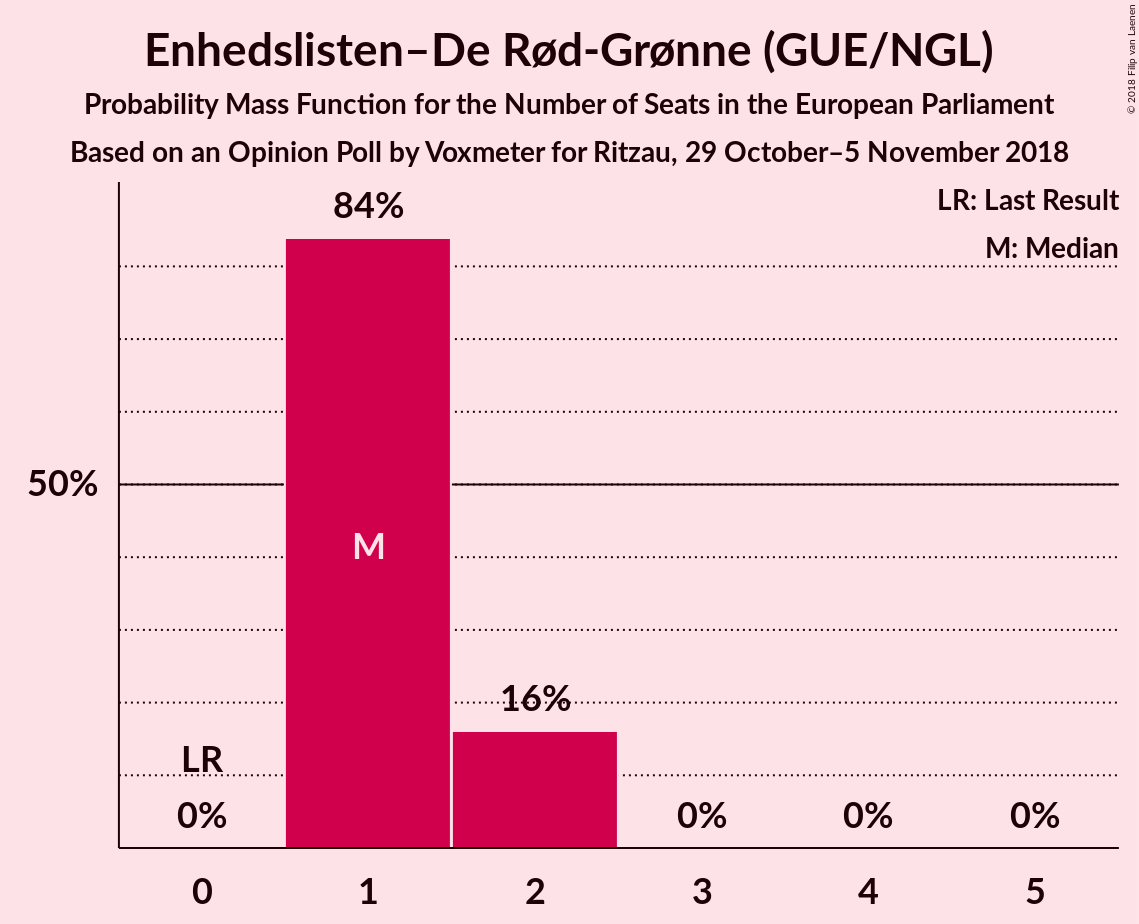 Enhedslisten–De Rød-Grønne (GUE/NGL)
Probability Mass Function for the Number of Seats in the European Parliament
Based on an Opinion Poll by Voxmeter for Ritzau, 29 October–5 November 2018
© 2018 Filip van Laenen
LR: Last Result
M: Median
84%
50%
M
16%
LR
0%
0%
0%
0%
0
1
2
3
4
5